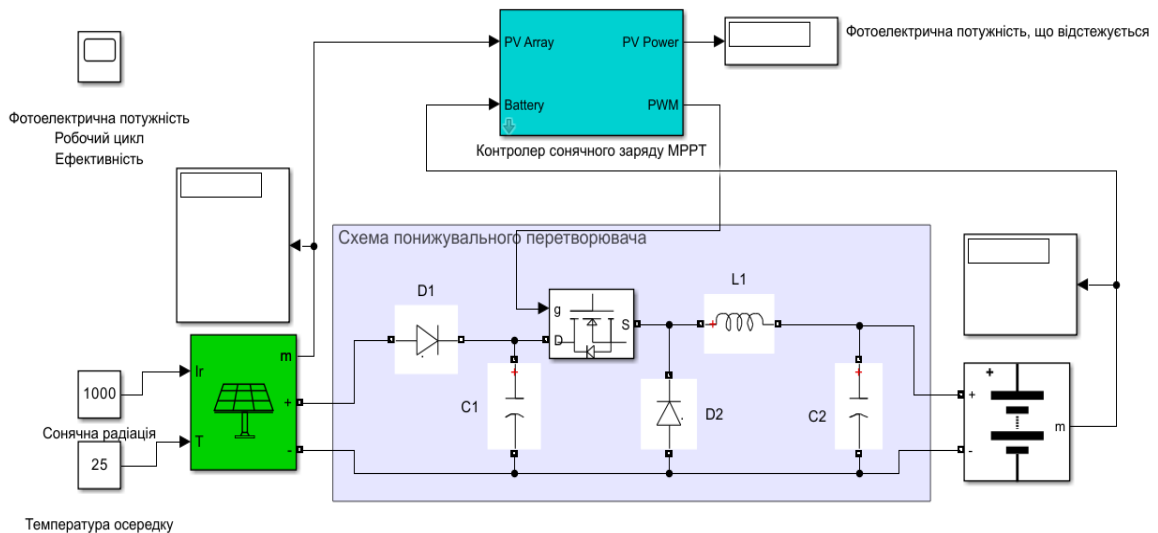 PV Array
PV Power
Фотоелектрична потужність, що відстежується
Battery
PWM
Контролер сонячного заряду MPPT
Фотоелектрична потужність
Робочий цикл
Ефективність
Схема понижувального перетворювача
D1
g
D
S
L1
C1
D2
C2
m
Ir
+
1000
Сонячна радіація
T
-
25
+
+
m
-
Температура осередку